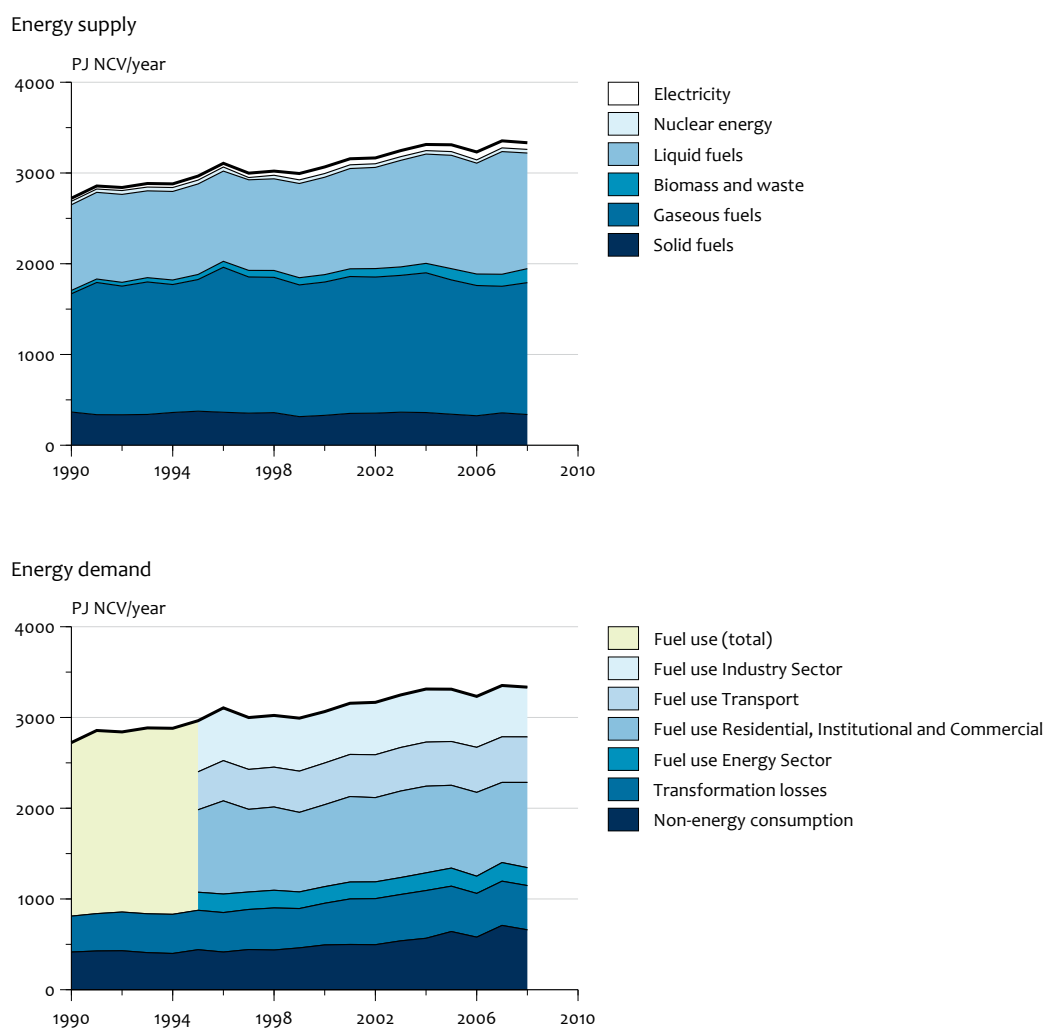 Energy supply
PJ NCV/year
4000
3000
2000
1000
0
1990 1994 1998 2002 2006 2010
Electricity
Nuclear energy
Liquid fuels
Biomass and waste
Gaseous fuels
Solid fuels
Energy demand
PJ NCV/year
4000
3000
2000
1000
0
1990 1994 1998 2002 2006 2010
Fuel use (total)
Fuel use Industry Sector
Fuel use Transport
Fuel use Residential, Institutional and Commercial
Fuel use Energy Sector
Transformation losses
Non-energy consumption